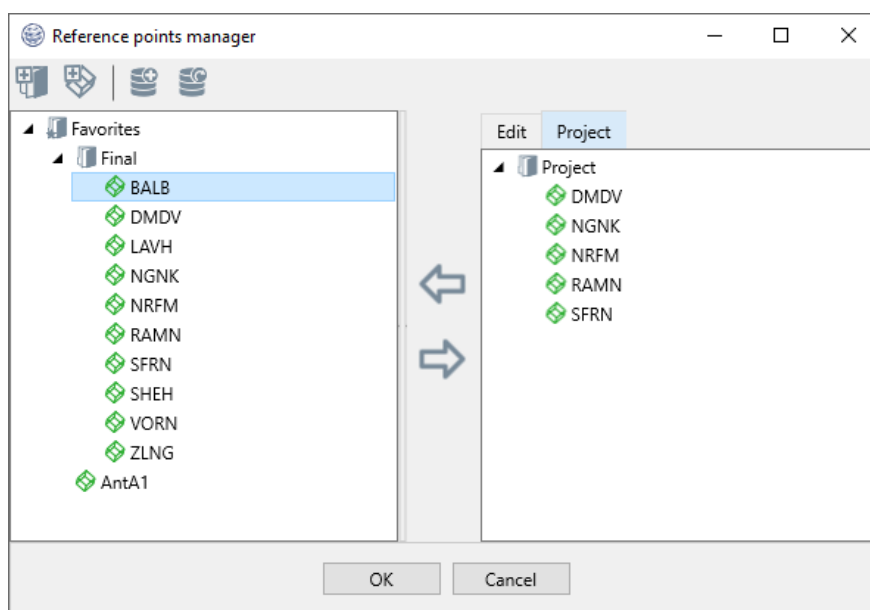 Reference points manager
Favorites
Final
BALB
DMDV
LAVH
NGNK
NRFM
RAMN
SFRN
SHEH
VORN
ZLNG
AntA1
Edit Project
Project
DMDV
NGNK
NRFM
RAMN
SFRN
OK Cancel